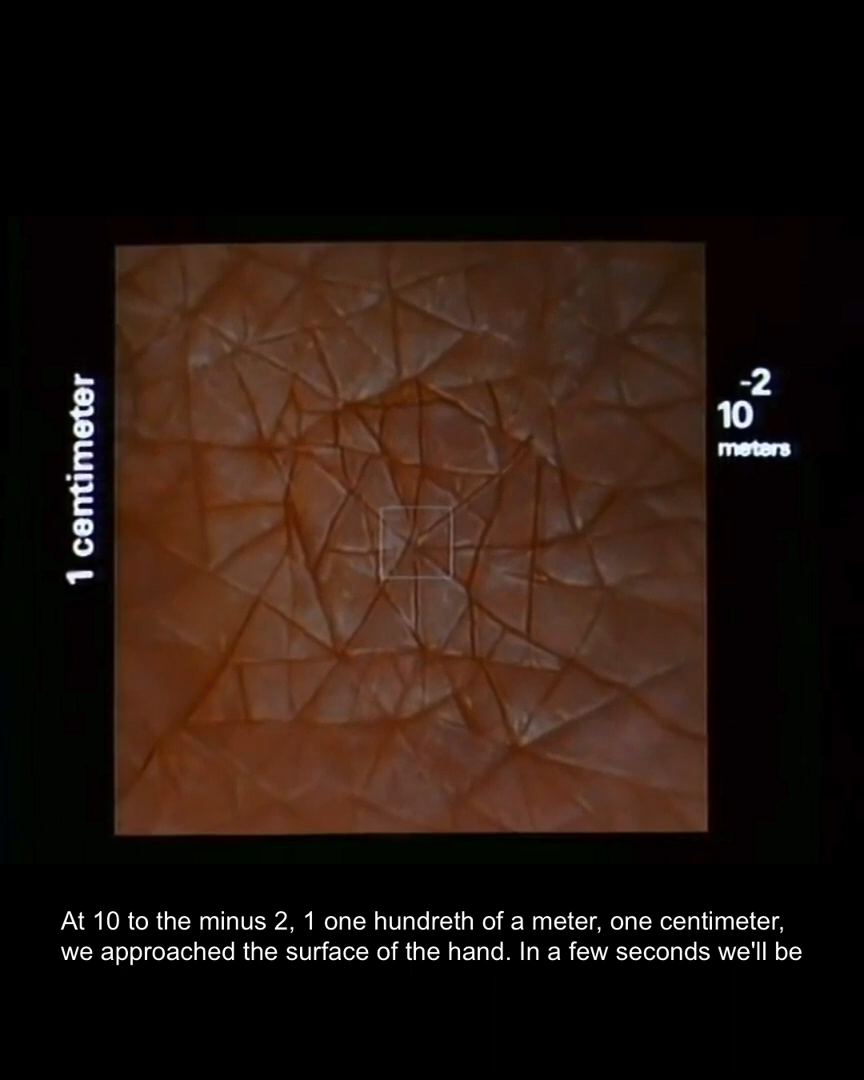 1 centimeter
-2
10
meters
At 10 to the minus 2, 1 one hundreth of a meter, one centimeter,
we approached the surface of the hand. In a few seconds we'll be